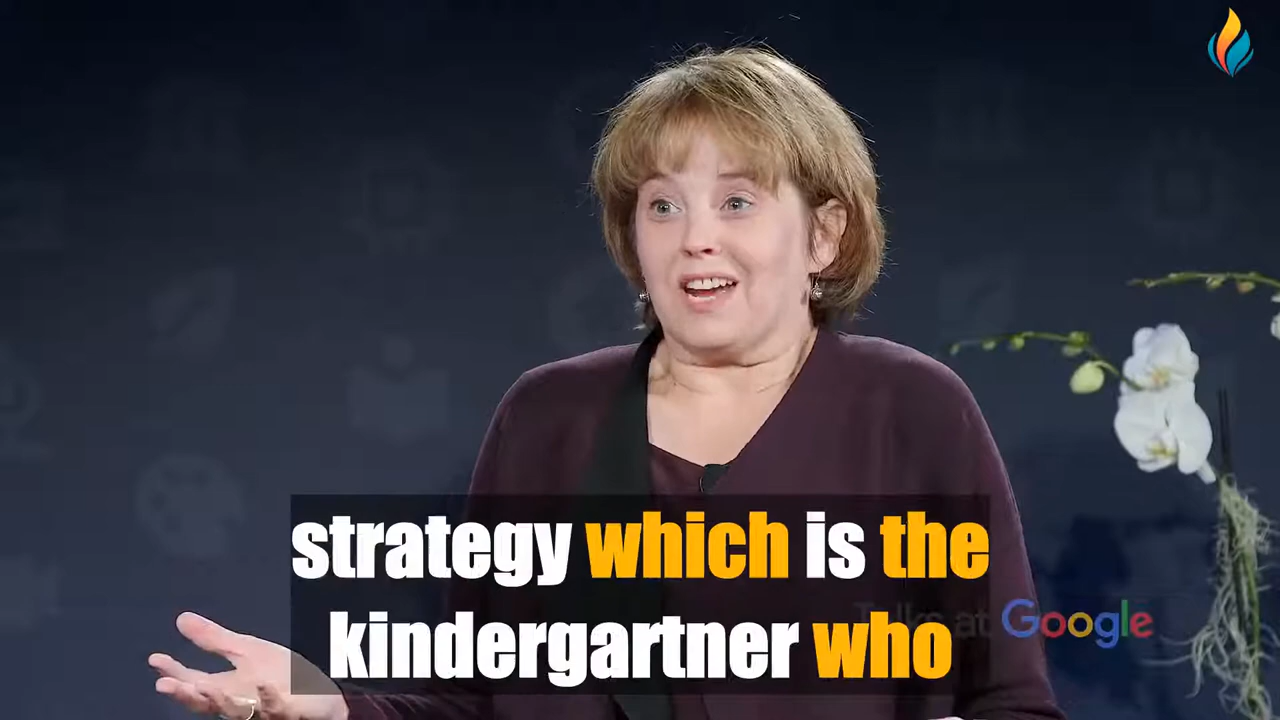 strategy which is the
kindergartner who
Talks at Google